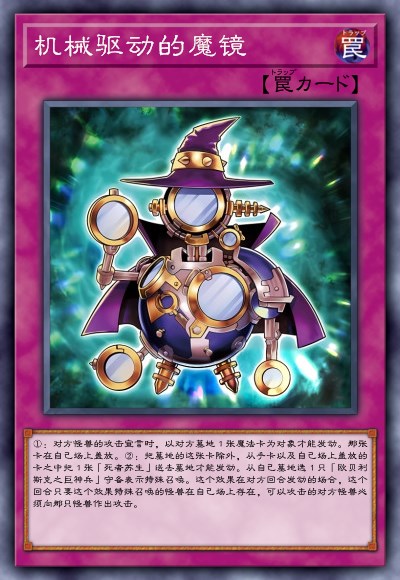 机械驱动的魔镜
トラップ
罠
トラップ
【罠カード】
①：对方怪兽的攻击宣言时，以对方墓地1张魔法卡为对象才能发动。那张
卡在自己场上盖放。②：把墓地的这张卡除外，从手卡以及自己场上盖放的
卡之中把1张「死者苏生」送去墓地才能发动。从自己墓地选1只「欧贝利
斯克之巨神兵」守备表示特殊召唤。这个效果在对方回合发动的场合，这个
回合只要这个效果特殊召唤的怪兽在自己场上存在，可以攻击的对方怪兽必
须向那只怪兽作出攻击。